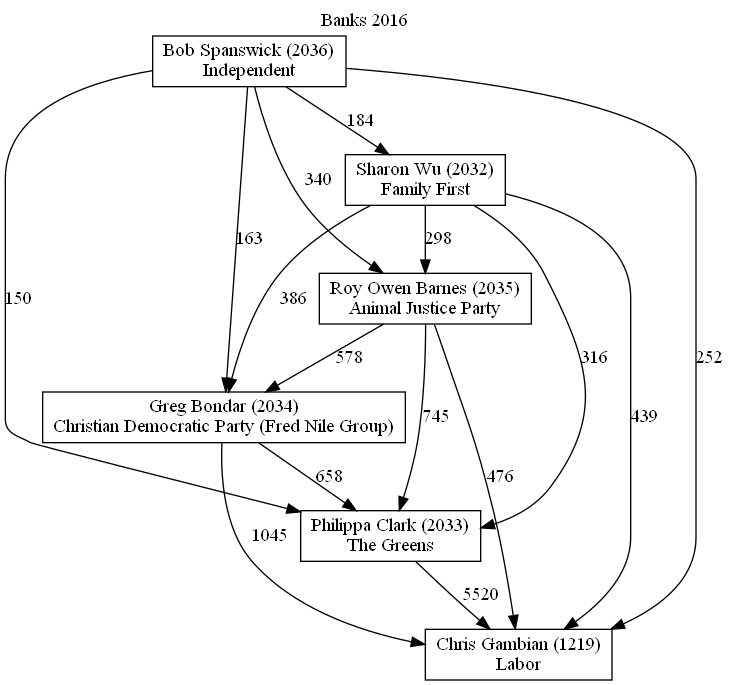 Banks 2016
Bob Spanswick (2036)
Independent
184
Sharon Wu (2032)
Family First
340
163
298
Roy Owen Barnes (2035)
Animal Justice Party
150
386
578
316
252
Greg Bondar (2034)
Christian Democratic Party (Fred Nile Group)
745
439
658
476
Philippa Clark (2033)
The Greens
1045
5520
Chris Gambian (1219)
Labor